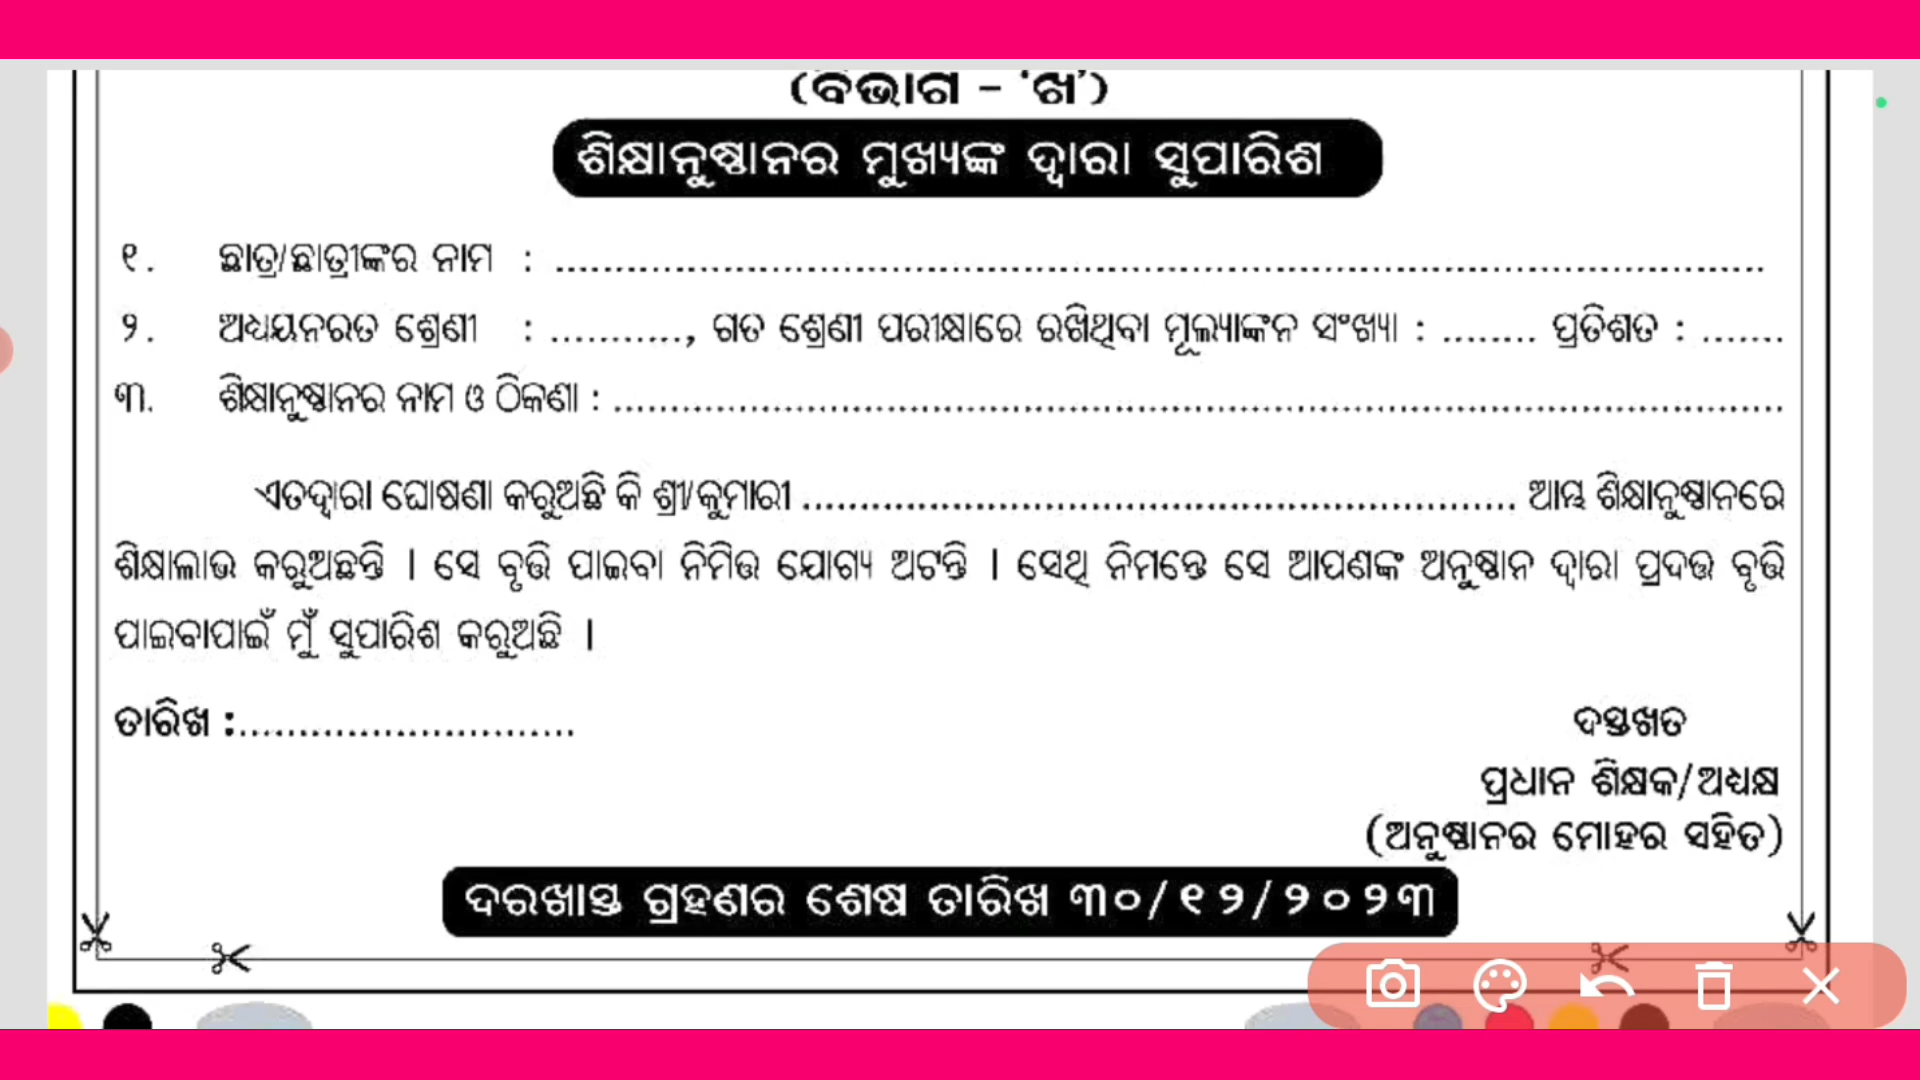 (ବିଭାଗ – ‘ଖ’)
ଶିକ୍ଷାନୁଷ୍ଠାନର ମୁଖ୍ୟଙ୍କ ଦ୍ୱାରା ସୁପାରିଶ
୧. ଛାତ୍ର/ଛାତ୍ରୀଙ୍କର ନାମ : ....................................................................................................
୨. ଅଧ୍ୟୟନରତ ଶ୍ରେଣୀ : ..........., ଗତ ଶ୍ରେଣୀ ପରୀକ୍ଷାରେ ରଖିଥିବା ମୂଲ୍ୟାଙ୍କନ ସଂଖ୍ୟା : ........ ପ୍ରତିଶତ : .......
୩. ଶିକ୍ଷାନୁଷ୍ଠାନର ନାମ ଓ ଠିକଣା : ....................................................................................................
ଏତଦ୍ୱାରା ଘୋଷଣା କରୁଅଛି କି ଶ୍ରୀ/କୁମାରୀ ............................................................ ଆମ୍ଭ ଶିକ୍ଷାନୁଷ୍ଠାନରେ
ଶିକ୍ଷାଲାଭ କରୁଅଛନ୍ତି । ସେ ବୃତ୍ତି ପାଇବା ନିମିତ୍ତ ଯୋଗ୍ୟ ଅଟନ୍ତି । ସେଥି ନିମନ୍ତେ ସେ ଆପଣଙ୍କ ଅନୁଷ୍ଠାନ ଦ୍ୱାରା ପ୍ରଦତ୍ତ ବୃତ୍ତି
ପାଇବାପାଇଁ ମୁଁ ସୁପାରିଶ କରୁଅଛି ।
ତାରିଖ :............................
ଦସ୍ତଖତ
ପ୍ରଧାନ ଶିକ୍ଷକ/ଅଧ୍ୟକ୍ଷ
(ଅନୁଷ୍ଠାନର ମୋହର ସହିତ)
ଦରଖାସ୍ତ ଗ୍ରହଣର ଶେଷ ତାରିଖ ୩୦/୧୨/୨୦୨୩